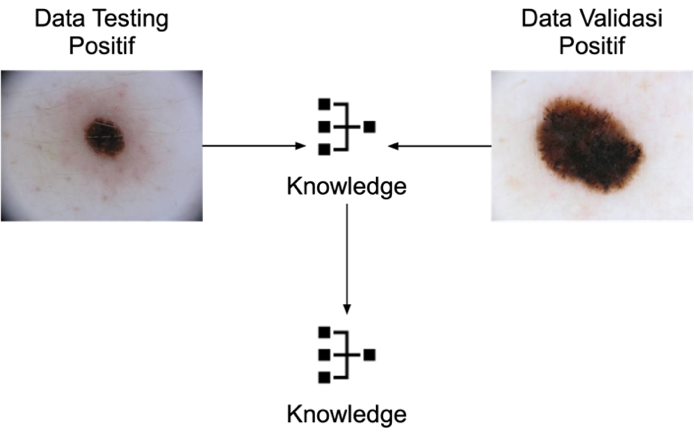 Data Testing
Positif
Data Validasi
Positif
Knowledge
Knowledge